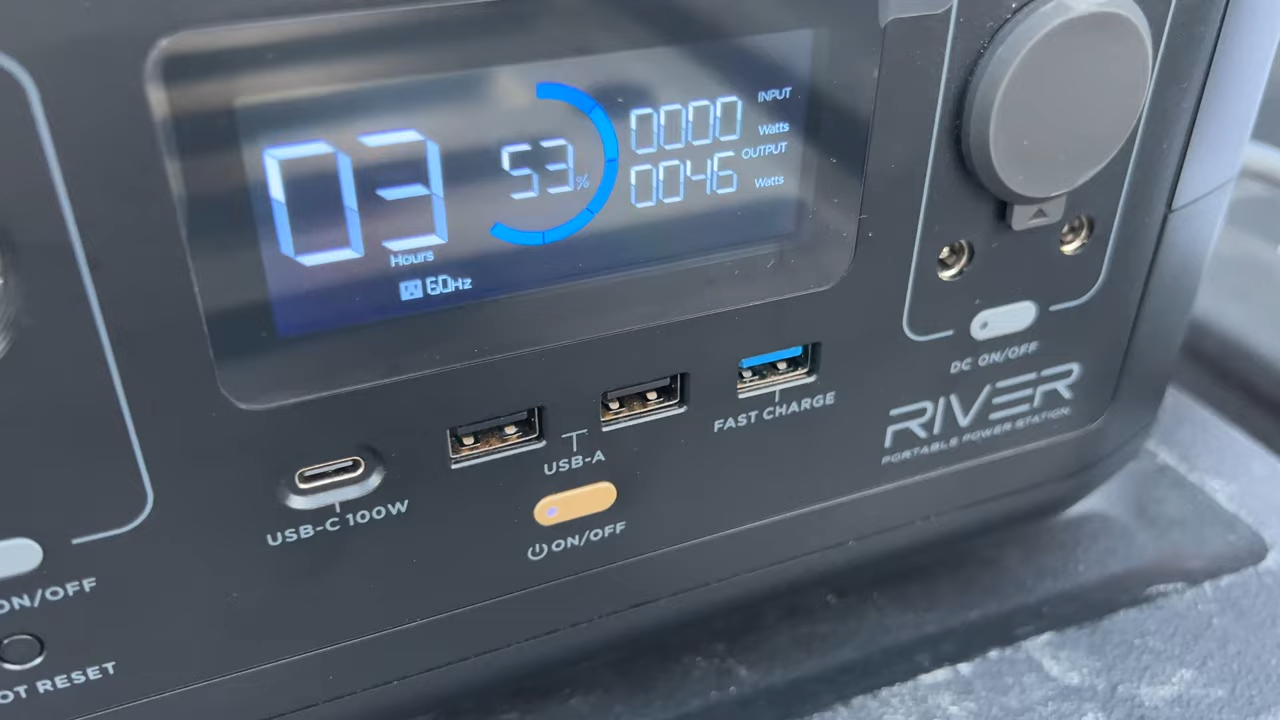 03
Hours
60Hz
53%
0000
INPUT
Watts
0046
OUTPUT
Watts
USB-C 100W
USB-A
FAST CHARGE
ON/OFF
DC ON/OFF
RIVER
PORTABLE POWER STATION
ON/OFF
OT RESET